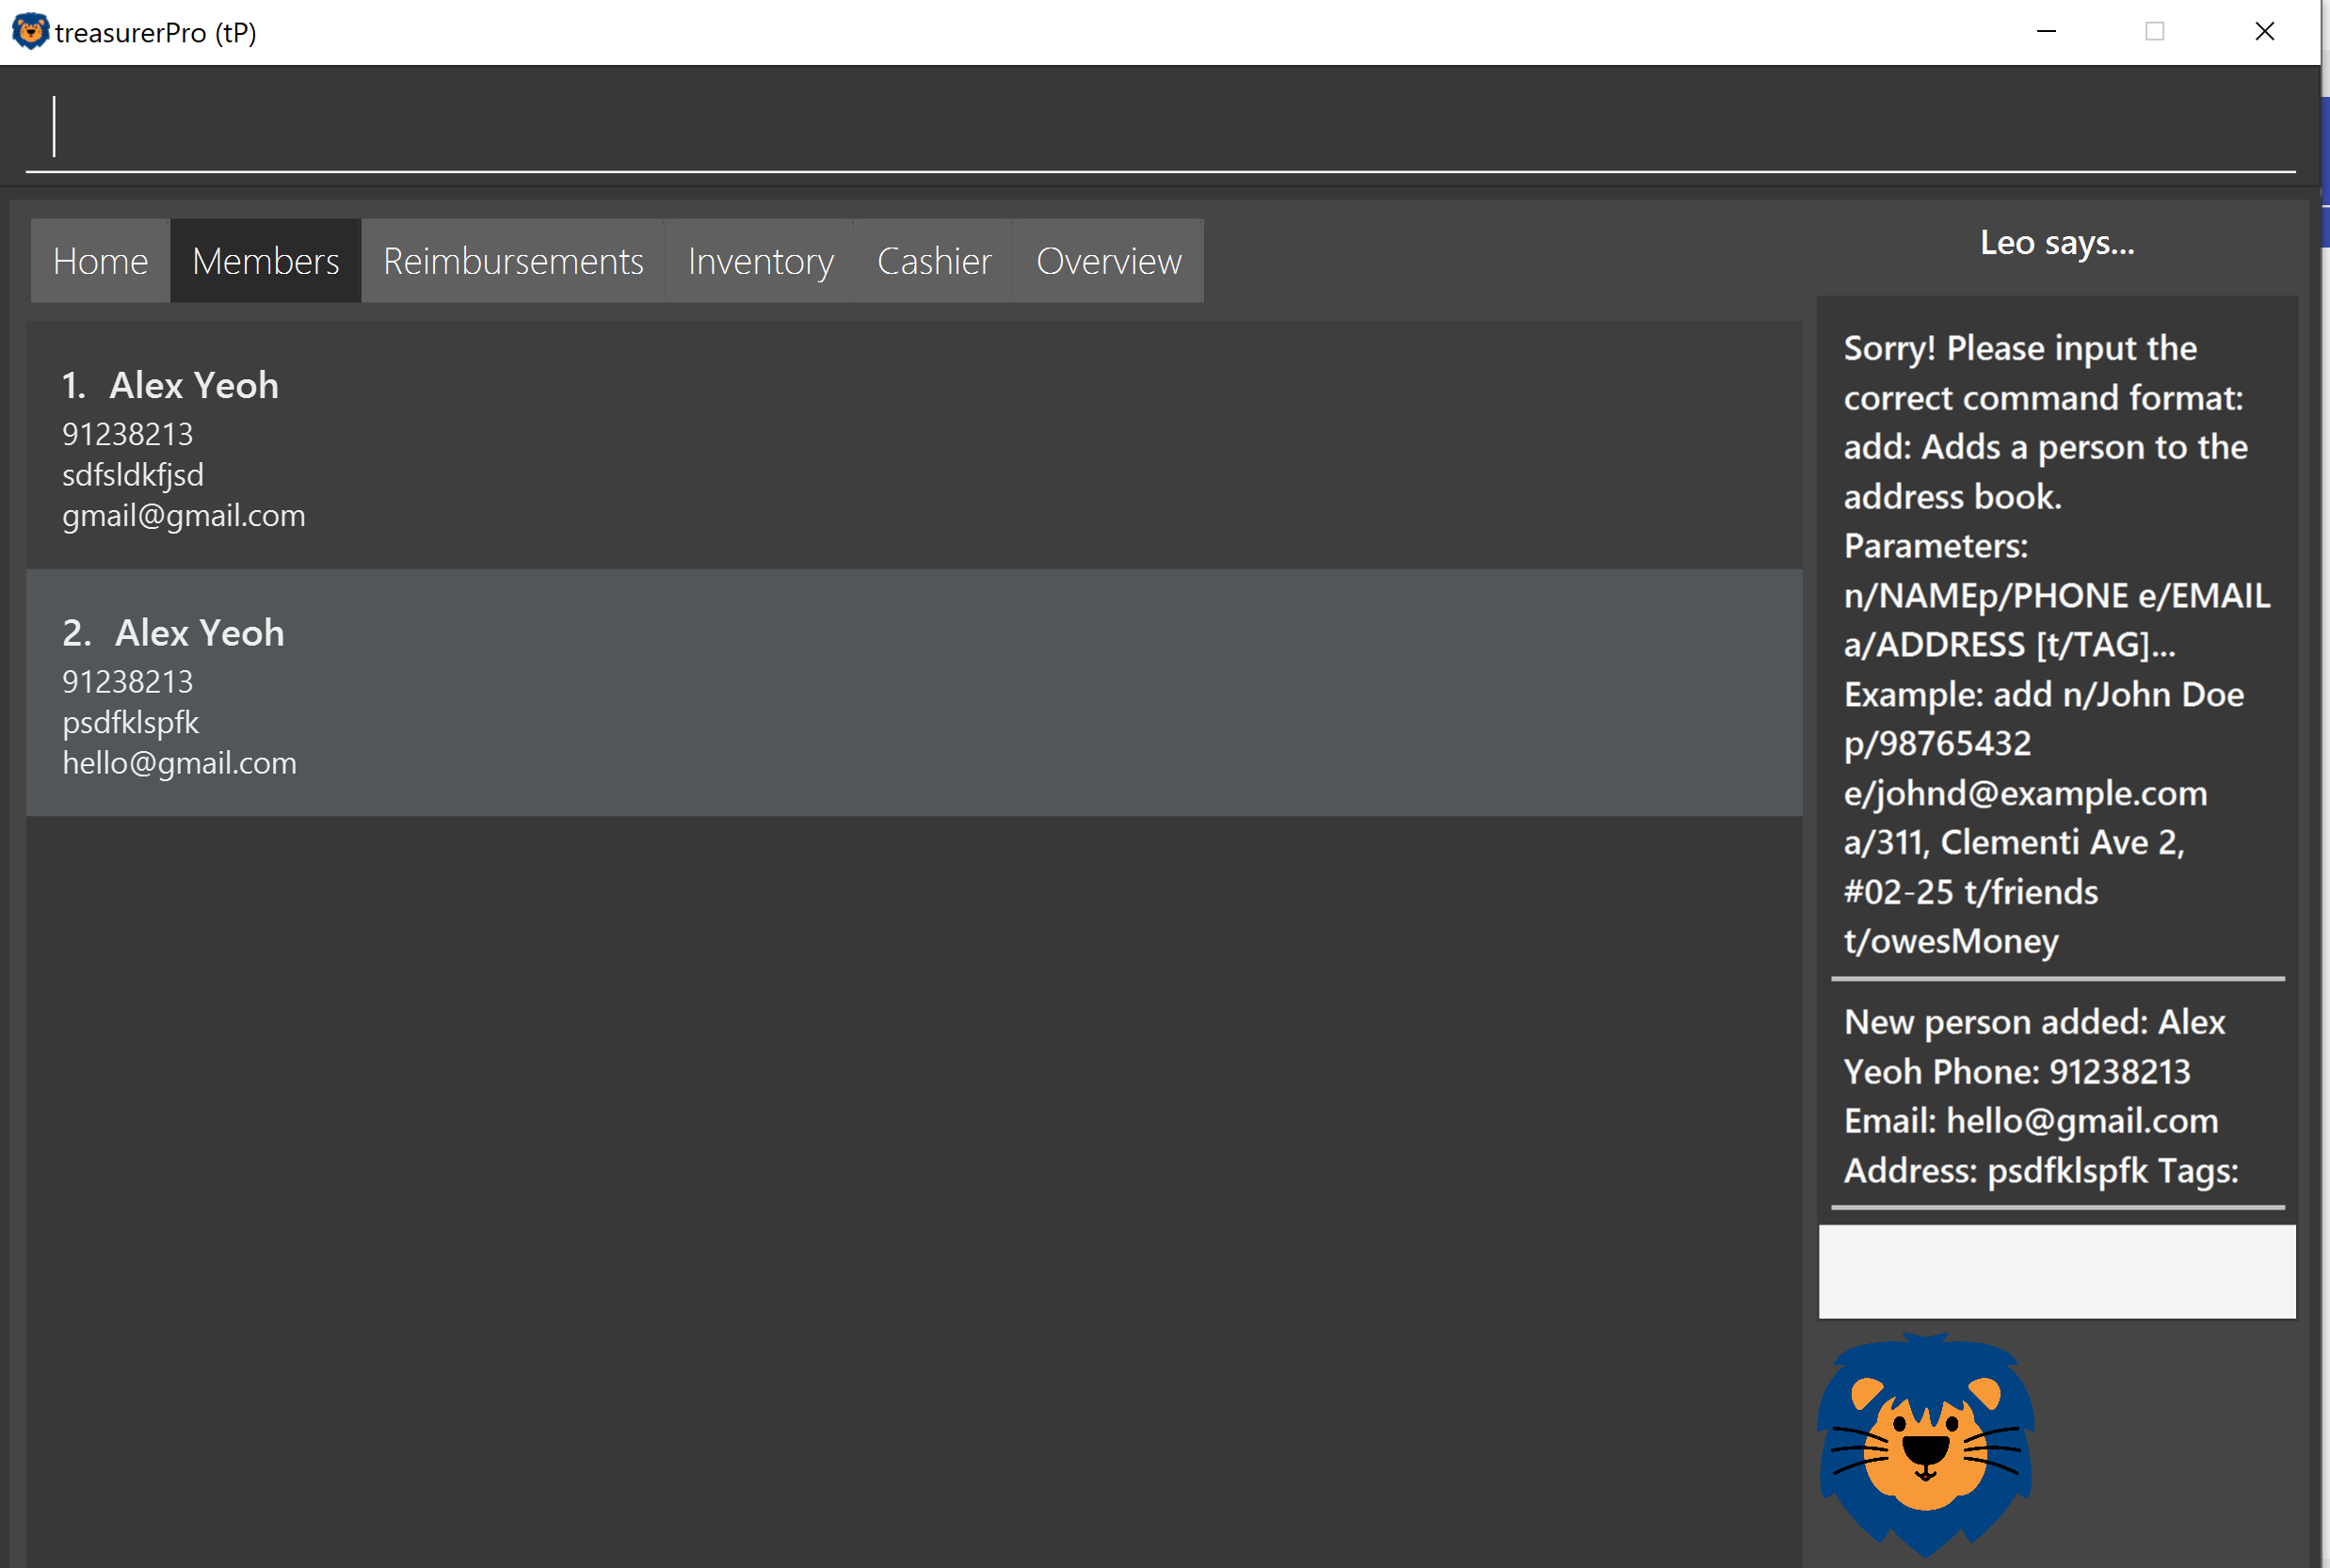 treasurerPro (tP)
Home Members Reimbursements Inventory Cashier Overview
1. Alex Yeoh
91238213
sdfsldkfjsd
gmail@gmail.com
2. Alex Yeoh
91238213
psdfklspfk
hello@gmail.com
Leo says...
Sorry! Please input the
correct command format:
add: Adds a person to the
address book.
Parameters:
n/NAMEp/PHONE e/EMAIL
a/ADDRESS [t/TAG]...
Example: add n/John Doe
p/98765432
e/johnd@example.com
a/311, Clementi Ave 2,
#02-25 t/friends
t/owesMoney
New person added: Alex
Yeoh Phone: 91238213
Email: hello@gmail.com
Address: psdfklspfk Tags: